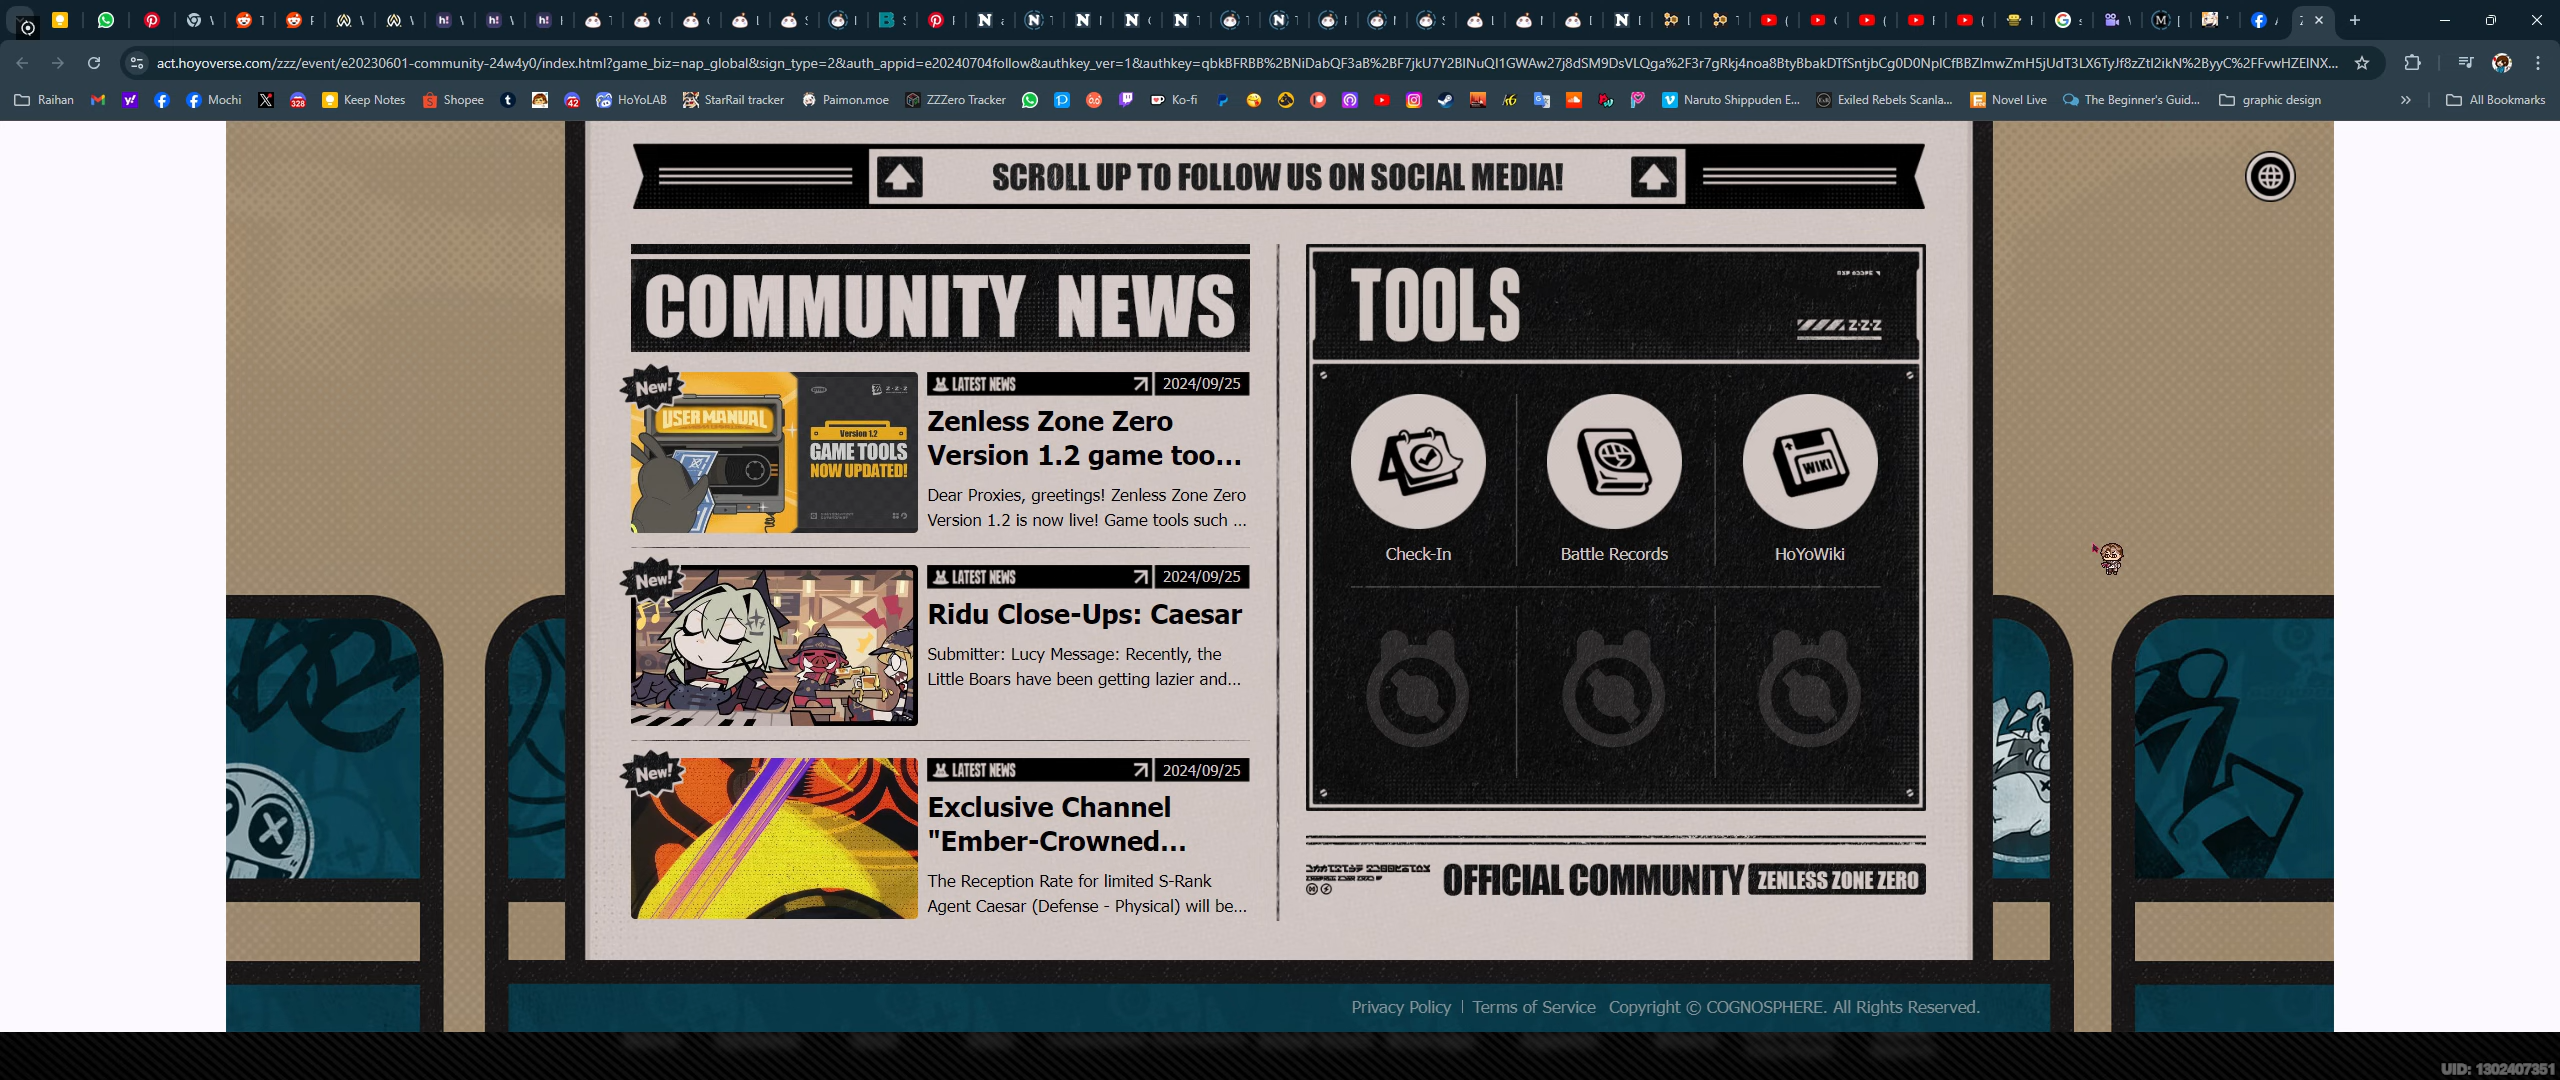 act.hoyoverse.com/zzz/event/e20230601-community-24w4y0/index.html?game_biz=nap_global&sign_type=2&auth_appid=e20240704follow&authkey_ver=1&authkey=
Raihan
Mochi
HoYoLAB
Keep Notes
Shopee
StarRail tracker
Paimon.moe
ZZZero Tracker
Ko-fi
Naruto Shippuden E...
Exiled Rebels Scanla...
Novel Live
The Beginner's Guid...
graphic design
All Bookmarks
SCROLL UP TO FOLLOW US ON SOCIAL MEDIA!
COMMUNITY NEWS
New!
USER MANUAL
Z·Z·Z
Version 1.2
GAME TOOLS
NOW UPDATED!
LATEST NEWS
2024/09/25
Zenless Zone Zero
Version 1.2 game too...
Dear Proxies, greetings! Zenless Zone Zero
Version 1.2 is now live! Game tools such ...
New!
LATEST NEWS
2024/09/25
Ridu Close-Ups: Caesar
Submitter: Lucy Message: Recently, the
Little Boars have been getting lazier and...
New!
LATEST NEWS
2024/09/25
Exclusive Channel
"Ember-Crowned...
The Reception Rate for limited S-Rank
Agent Caesar (Defense - Physical) will be...
TOOLS
Z·Z·Z
WIKI
Check-In
Battle Records
HoYoWiki
OFFICIAL COMMUNITY
ZENLESS ZONE ZERO
Privacy Policy | Terms of Service Copyright © COGNOSPHERE. All Rights Reserved.
UID: 1302407351